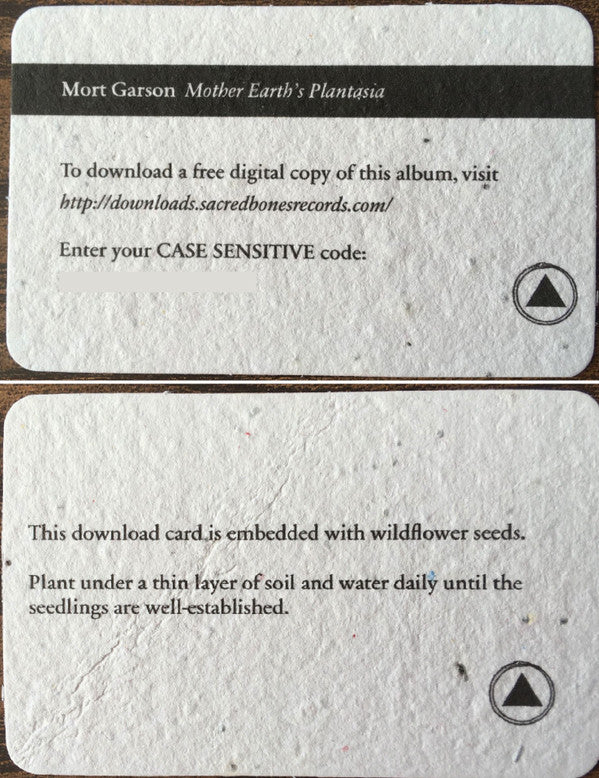 Mort Garson Mother Earth's Plantasia
To download a free digital copy of this album, visit
http://downloads.sacredbonesrecords.com/
Enter your CASE SENSITIVE code:
This download card is embedded with wildflower seeds.
Plant under a thin layer of soil and water daily until the
seedlings are well-established.